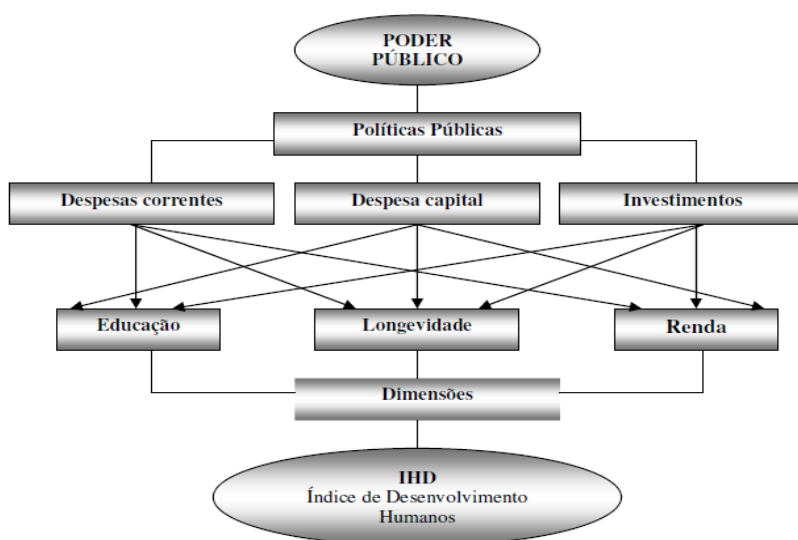 PODER
PÚBLICO
Políticas Públicas
Despesas correntes
Despesa capital
Investimentos
Educação
Longevidade
Renda
Dimensões
IHD
Índice de Desenvolvimento
Humanos